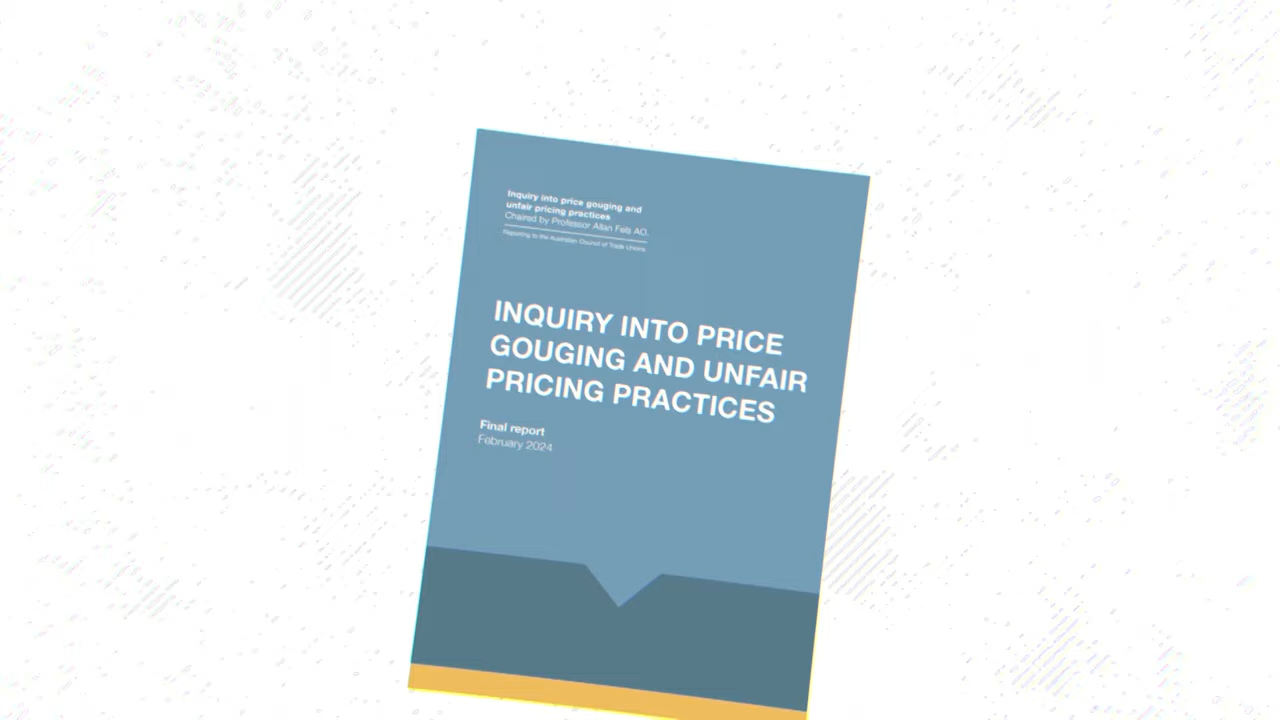 Inquiry into price gouging and
unfair pricing practices
Chaired by Professor Allan Fels AO.
Reporting to the Australian Council of Trade Unions
INQUIRY INTO PRICE
GOUGING AND UNFAIR
PRICING PRACTICES
Final report
February 2024